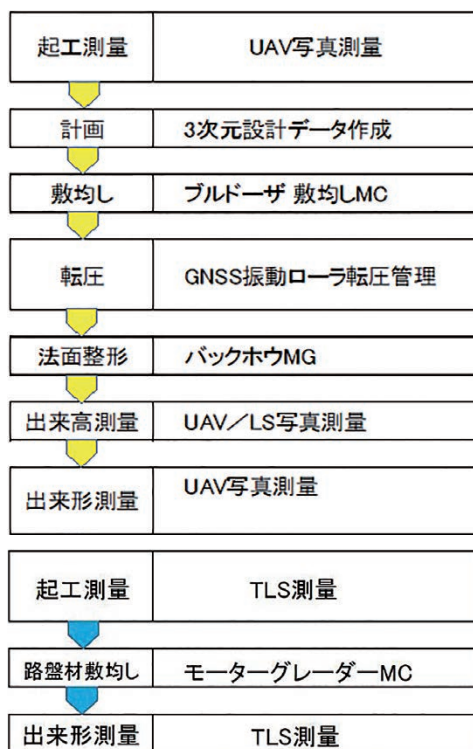 起工測量 UAV写真測量
計画 3次元設計データ作成
敷均し ブルドーザ 敷均しMC
転圧 GNSS振動ローラ転圧管理
法面整形 バックホウMG
出来高測量 UAV／LS写真測量
出来形測量 UAV写真測量
起工測量 TLS測量
路盤材敷均し モーターグレーダーMC
出来形測量 TLS測量